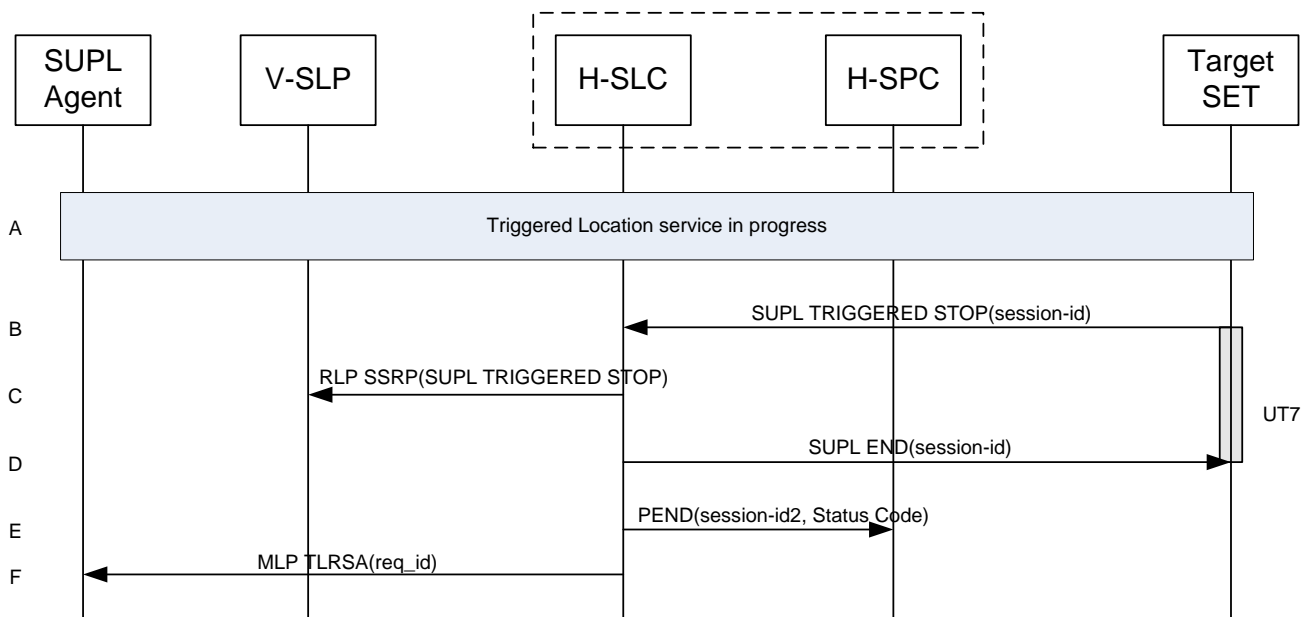 SUPL
Agent
V-SLP
H-SLC
H-SPC
Target
SET
A
Triggered Location service in progress
B
SUPL TRIGGERED STOP(session-id)
C
RLP SSRP(SUPL TRIGGERED STOP)
UT7
D
SUPL END(session-id)
E
PEND(session-id2, Status Code)
F
MLP TLRSA(req_id)